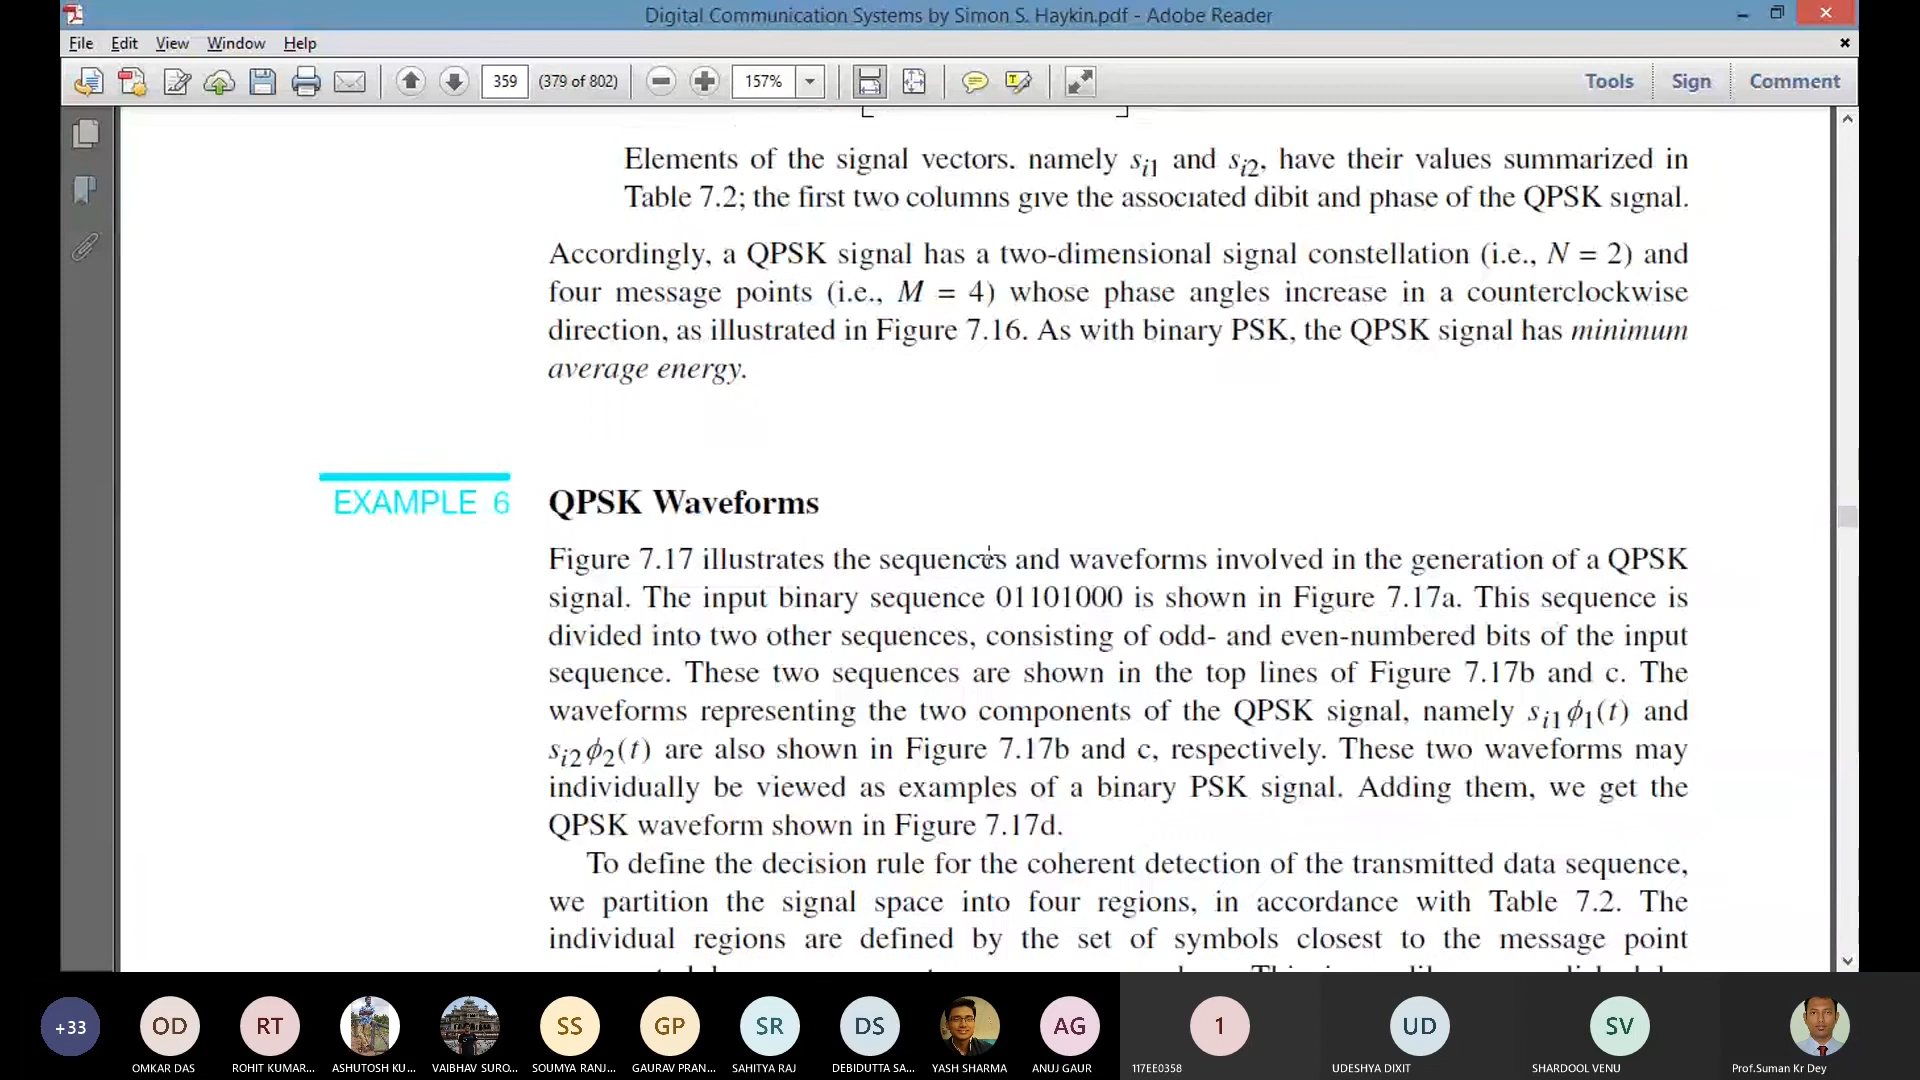 Digital Communication Systems by Simon S. Haykin.pdf - Adobe Reader
File Edit View Window Help
359 (379 of 802) 157% Tools Sign Comment
Elements of the signal vectors. namely si1 and si2, have their values summarized in
Table 7.2; the first two columns give the associated dibit and phase of the QPSK signal.
Accordingly, a QPSK signal has a two-dimensional signal constellation (i.e., N = 2) and
four message points (i.e., M = 4) whose phase angles increase in a counterclockwise
direction, as illustrated in Figure 7.16. As with binary PSK, the QPSK signal has minimum
average energy.
EXAMPLE 6 QPSK Waveforms
Figure 7.17 illustrates the sequences and waveforms involved in the generation of a QPSK
signal. The input binary sequence 01101000 is shown in Figure 7.17a. This sequence is
divided into two other sequences, consisting of odd- and even-numbered bits of the input
sequence. These two sequences are shown in the top lines of Figure 7.17b and c. The
waveforms representing the two components of the QPSK signal, namely si1ϕ1(t) and
si2ϕ2(t) are also shown in Figure 7.17b and c, respectively. These two waveforms may
individually be viewed as examples of a binary PSK signal. Adding them, we get the
QPSK waveform shown in Figure 7.17d.
To define the decision rule for the coherent detection of the transmitted data sequence,
we partition the signal space into four regions, in accordance with Table 7.2. The
individual regions are defined by the set of symbols closest to the message point
+33 OD RT SS GP SR DS AG 1 UD SV
OMKAR DAS ROHIT KUMAR... ASHUTOSH KU... VAIBHAV SURO... SOUMYA RANJ... GAURAV PRAN... SAHITYA RAJ DEBIDUTTA SA... YASH SHARMA ANUJ GAUR 117EE0358 UDESHYA DIXIT SHARDOOL VENU Prof.Suman Kr Dey